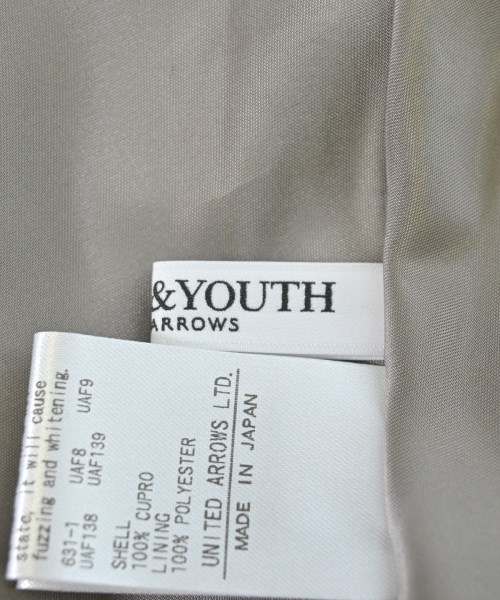 &YOUTH
ARROWS
state, it will cause
fuzzing and whitening.
631-1 UAF8 UAF9
UAF138 UAF139
SHELL
100% CUPRO
LINING
100% POLYESTER
UNITED ARROWS LTD.
MADE IN JAPAN